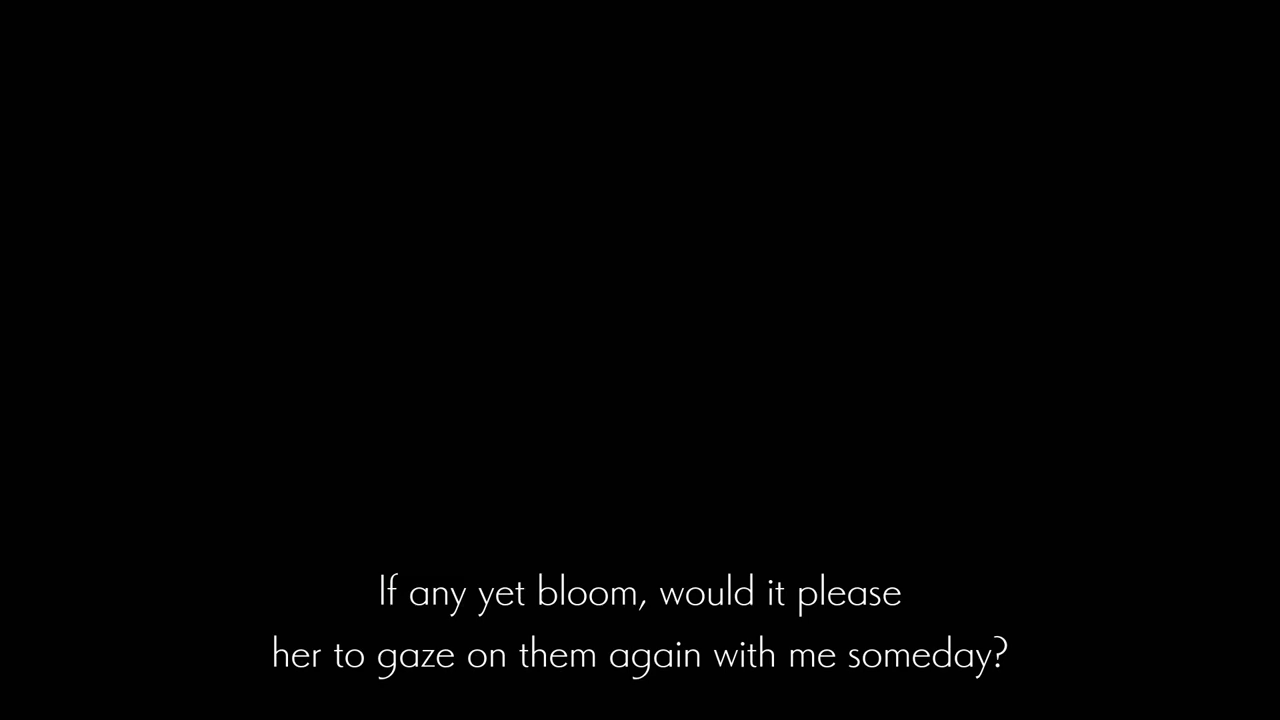 If any yet bloom, would it please
her to gaze on them again with me someday?